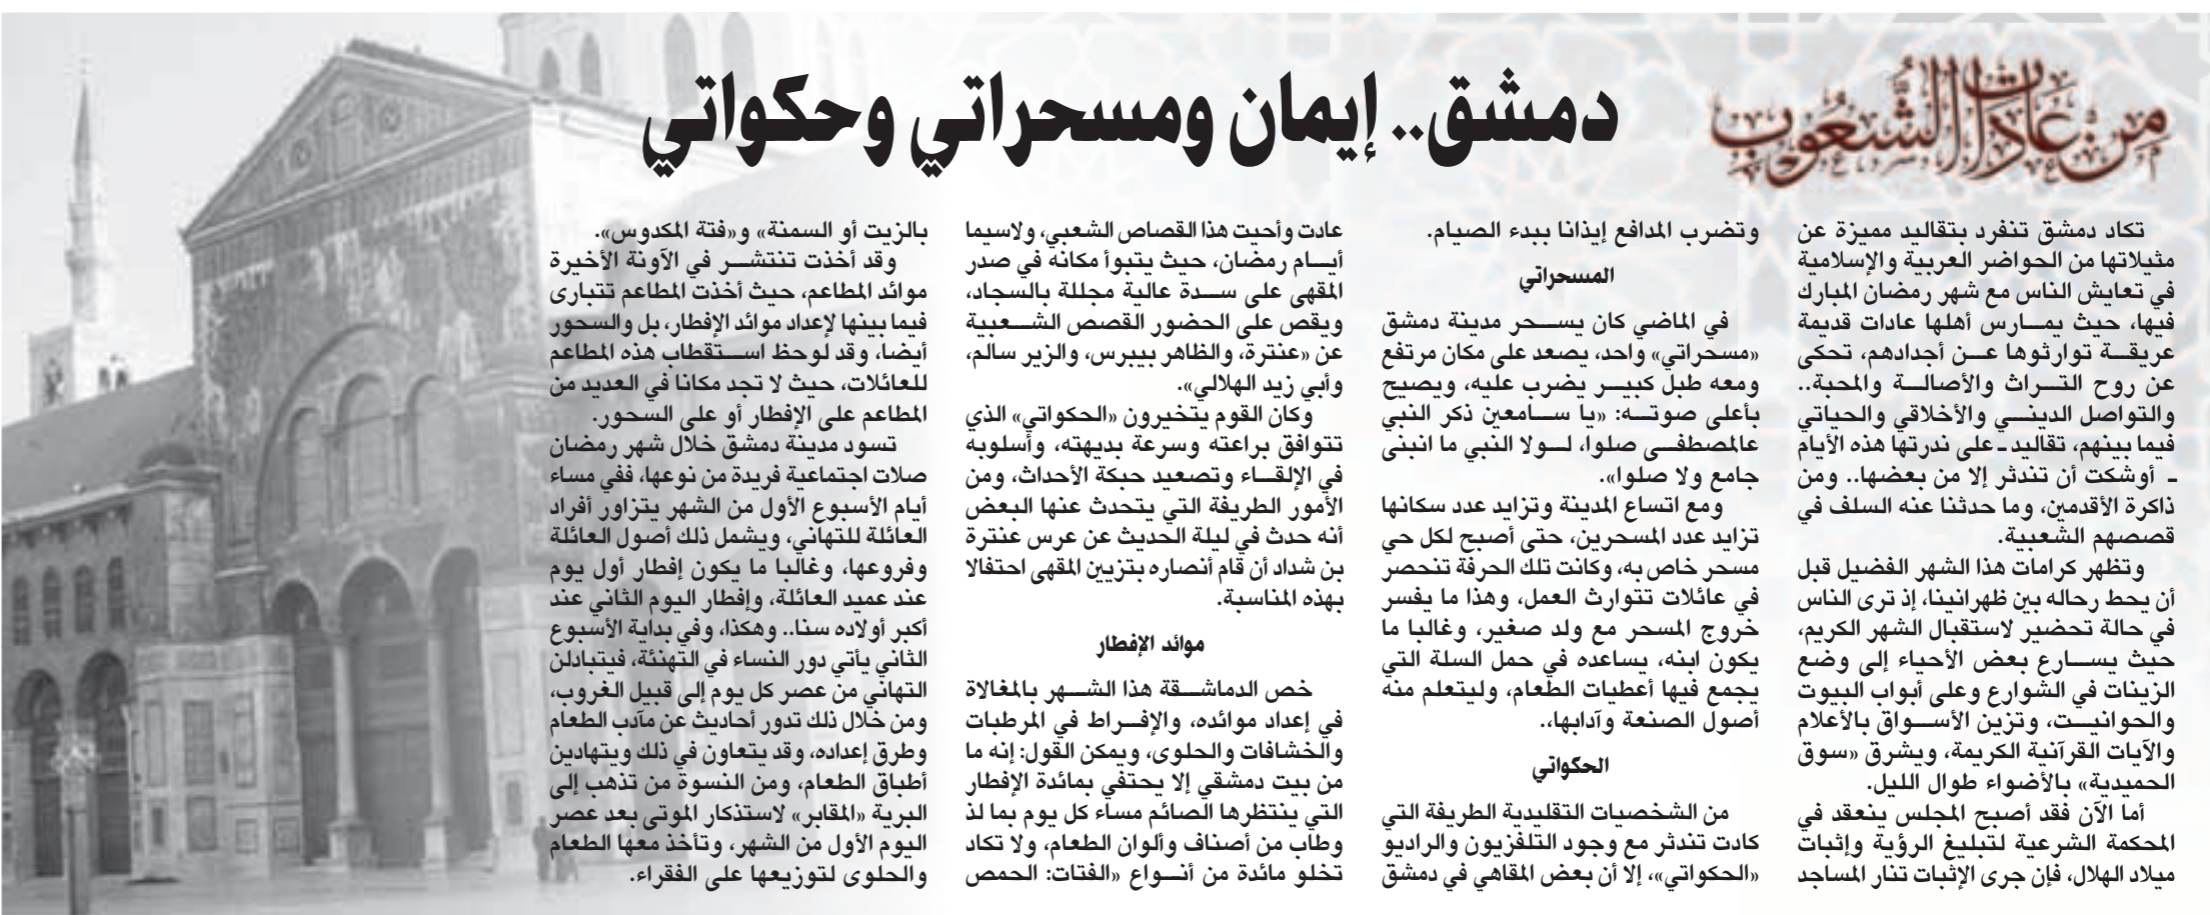 من عادات الشعوب
دمشق.. إيمان ومسحراتي وحكواتي
تكاد دمشق تنفرد بتقاليد مميزة عن
مثيلاتها من الحواضر العربية والإسلامية
في تعايش الناس مع شهر رمضان المبارك
فيها، حيث يمارس أهلها عادات قديمة
عريقة توارثوها عن أجدادهم، تحكى
عن روح التراث والأصالة والمحبة..
والتواصل الديني والأخلاقي والحياتي
فيما بينهم، تقاليد ـ على ندرتها هذه الأيام
ـ أوشكت أن تندثر إلا من بعضها.. ومن
ذاكرة الأقدمين، وما حدثنا عنه السلف في
قصصهم الشعبية.
وتظهر كرامات هذا الشهر الفضيل قبل
أن يحط رحاله بين ظهرانينا، إذ ترى الناس
في حالة تحضير لاستقبال الشهر الكريم،
حيث يسارع بعض الأحياء إلى وضع
الزينات في الشوارع وعلى أبواب البيوت
والحوانيت، وتزين الأسواق بالأعلام
والآيات القرآنية الكريمة، ويشرق «سوق
الحميدية» بالأضواء طوال الليل.
أما الآن فقد أصبح المجلس ينعقد في
المحكمة الشرعية لتبليغ الرؤية وإثبات
ميلاد الهلال، فإن جرى الإثبات تنار المساجد
وتضرب المدافع إيذانا ببدء الصيام.
المسحراتي
في الماضي كان يسحر مدينة دمشق
«مسحراتي» واحد، يصعد على مكان مرتفع
ومعه طبل كبير يضرب عليه، ويصيح
بأعلى صوته: «يا سامعين ذكر النبي
عالمصطفى صلوا، لولا النبي ما انبنى
جامع ولا صلوا».
ومع اتساع المدينة وتزايد عدد سكانها
تزايد عدد المسحرين، حتى أصبح لكل حي
مسحر خاص به، وكانت تلك الحرفة تنحصر
في عائلات تتوارث العمل، وهذا ما يفسر
خروج المسحر مع ولد صغير، وغالبا ما
يكون ابنه، يساعده في حمل السلة التي
يجمع فيها أعطيات الطعام، وليتعلم منه
أصول الصنعة وآدابها،.
الحكواتي
من الشخصيات التقليدية الطريفة التي
كادت تندثر مع وجود التلفزيون والراديو
«الحكواتي»، إلا أن بعض المقاهي في دمشق
عادت وأحيت هذا القصاص الشعبي، ولاسيما
أيام رمضان، حيث يتبوأ مكانه في صدر
المقهى على سدة عالية مجللة بالسجاد،
ويقص على الحضور القصص الشعبية
عن «عنترة، والظاهر بيبرس، والزير سالم،
وأبي زيد الهلالي».
وكان القوم يتخيرون «الحكواتي» الذي
تتوافق براعته وسرعة بديهته، وأسلوبه
في الإلقاء وتصعيد حبكة الأحداث، ومن
الأمور الطريفة التي يتحدث عنها البعض
أنه حدث في ليلة الحديث عن عرس عنترة
بن شداد أن قام أنصاره بتزيين المقهى احتفالا
بهذه المناسبة.
موائد الإفطار
خص الدماشقة هذا الشهر بالمغالاة
في إعداد موائده، والإفراط في المرطبات
والخشافات والحلوى، ويمكن القول: إنه ما
من بيت دمشقي إلا يحتفي بمائدة الإفطار
التي ينتظرها الصائم مساء كل يوم بما لذ
وطاب من أصناف وألوان الطعام، ولا تكاد
تخلو مائدة من أنواع «الفتات: الحمص
بالزيت أو السمنة» و«فتة المكدوس».
وقد أخذت تنتشر في الآونة الأخيرة
موائد المطاعم، حيث أخذت المطاعم تتبارى
فيما بينها لإعداد موائد الإفطار، بل والسحور
أيضا، وقد لوحظ استقطاب هذه المطاعم
للعائلات، حيث لا تجد مكانا في العديد من
المطاعم على الإفطار أو على السحور.
تسود مدينة دمشق خلال شهر رمضان
صلات اجتماعية فريدة من نوعها، ففي مساء
أيام الأسبوع الأول من الشهر يتزاور أفراد
العائلة للتهاني، ويشمل ذلك أصول العائلة
وفروعها، وغالبا ما يكون إفطار أول يوم
عند عميد العائلة، وإفطار اليوم الثاني عند
أكبر أولاده سنا.. وهكذا، وفي بداية الأسبوع
الثاني يأتي دور النساء في التهنئة، فيتبادلن
التهاني من عصر كل يوم إلى قبيل الغروب،
ومن خلال ذلك تدور أحاديث عن مآدب الطعام
وطرق إعداده، وقد يتعاون في ذلك ويتهادين
أطباق الطعام، ومن النسوة من تذهب إلى
البرية «المقابر» لاستذكار الموتى بعد عصر
اليوم الأول من الشهر، وتأخذ معها الطعام
والحلوى لتوزيعها على الفقراء.